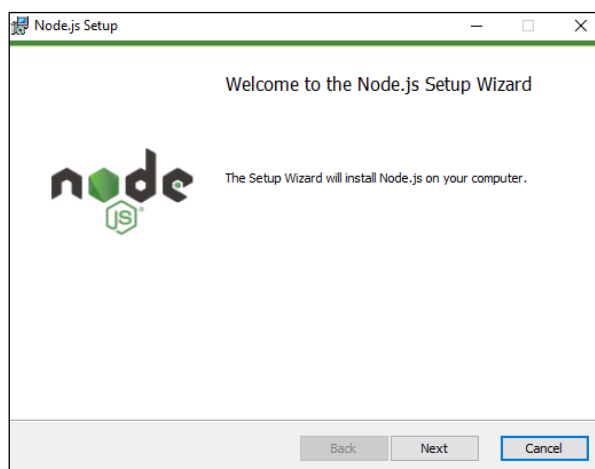 Node.js Setup
Welcome to the Node.js Setup Wizard
node
JS
The Setup Wizard will install Node.js on your computer.
Back Next Cancel